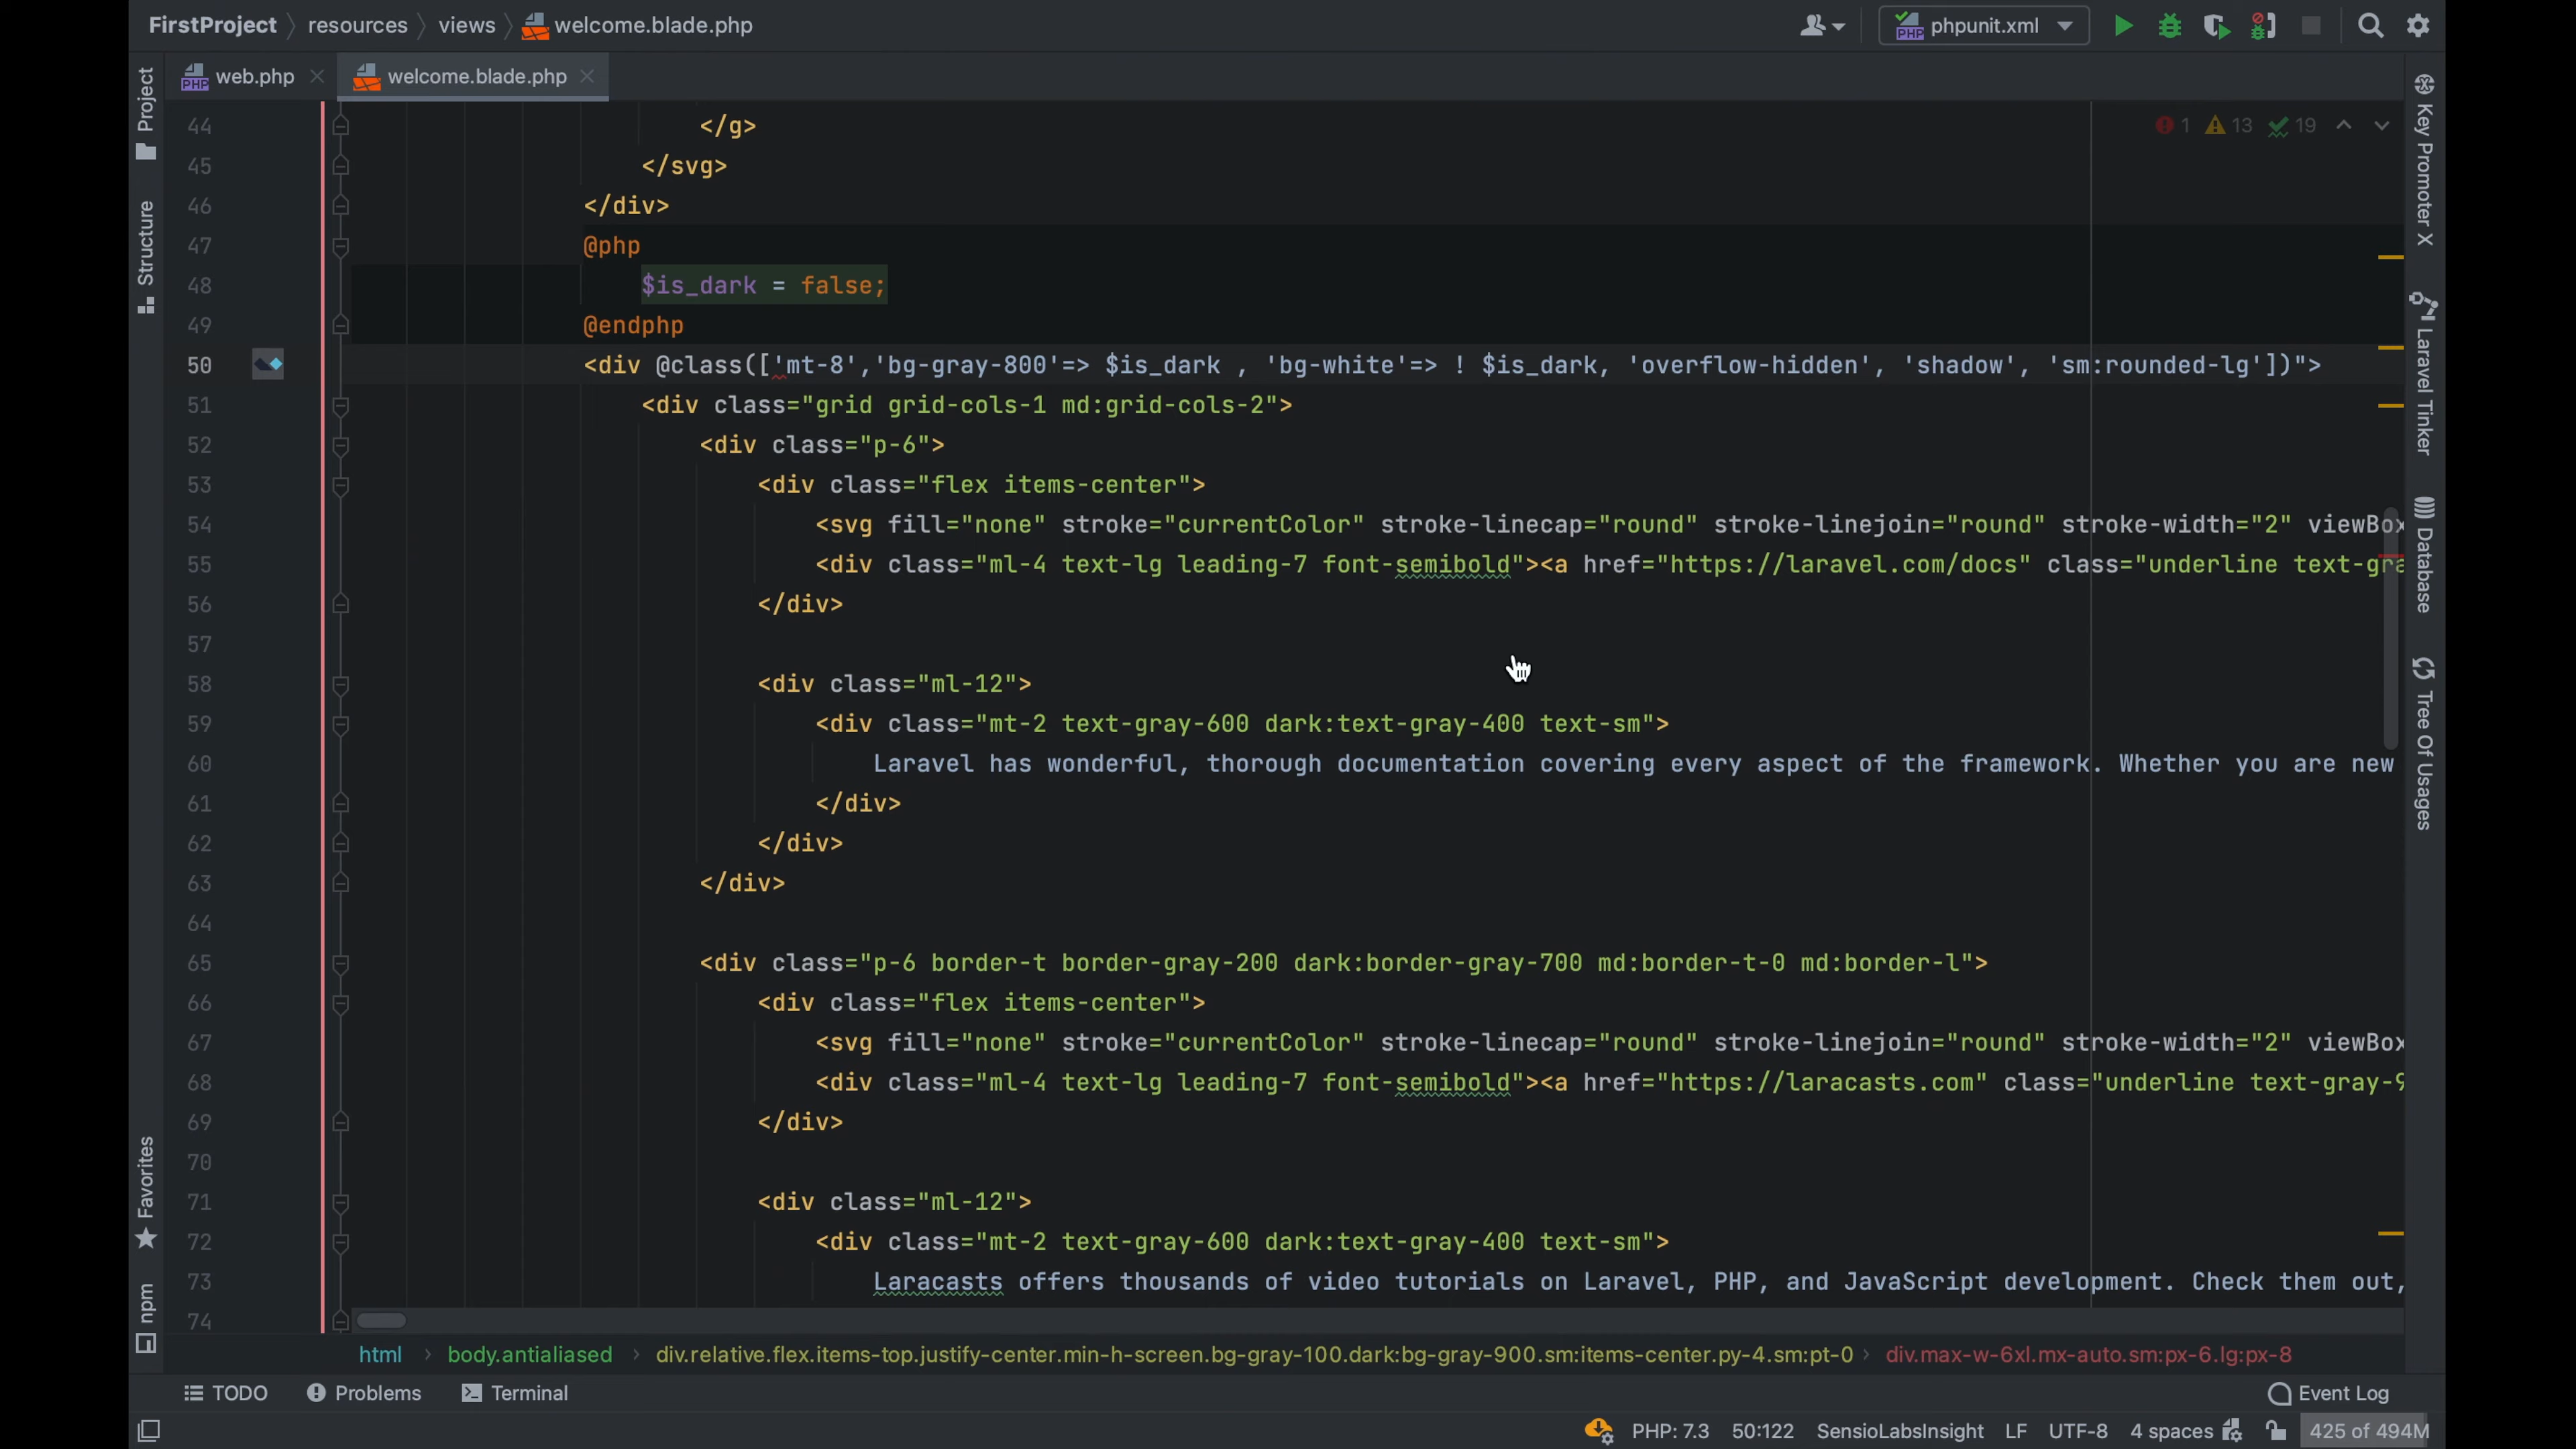 FirstProject > resources > views > welcome.blade.php
phpunit.xml
web.php
welcome.blade.php
Project
Structure
Favorites
npm
Key Promoter X
Laravel Tinker
Database
Tree Of Usages
1 13 19
44 </g>
45 </svg>
46 </div>
47 @php
48 $is_dark = false;
49 @endphp
50 <div @class(['mt-8','bg-gray-800'=> $is_dark , 'bg-white'=> ! $is_dark, 'overflow-hidden', 'shadow', 'sm:rounded-lg'])">
51 <div class="grid grid-cols-1 md:grid-cols-2">
52 <div class="p-6">
53 <div class="flex items-center">
54 <svg fill="none" stroke="currentColor" stroke-linecap="round" stroke-linejoin="round" stroke-width="2" viewBox
55 <div class="ml-4 text-lg leading-7 font-semibold"><a href="https://laravel.com/docs" class="underline text-gra
56 </div>
57
58 <div class="ml-12">
59 <div class="mt-2 text-gray-600 dark:text-gray-400 text-sm">
60 Laravel has wonderful, thorough documentation covering every aspect of the framework. Whether you are new
61 </div>
62 </div>
63 </div>
64
65 <div class="p-6 border-t border-gray-200 dark:border-gray-700 md:border-t-0 md:border-l">
66 <div class="flex items-center">
67 <svg fill="none" stroke="currentColor" stroke-linecap="round" stroke-linejoin="round" stroke-width="2" viewBox
68 <div class="ml-4 text-lg leading-7 font-semibold"><a href="https://laracasts.com" class="underline text-gray-9
69 </div>
70
71 <div class="ml-12">
72 <div class="mt-2 text-gray-600 dark:text-gray-400 text-sm">
73 Laracasts offers thousands of video tutorials on Laravel, PHP, and JavaScript development. Check them out,
74
html > body.antialiased > div.relative.flex.items-top.justify-center.min-h-screen.bg-gray-100.dark:bg-gray-900.sm:items-center.py-4.sm:pt-0 > div.max-w-6xl.mx-auto.sm:px-6.lg:px-8
TODO Problems Terminal Event Log
PHP: 7.3 50:122 SensioLabsInsight LF UTF-8 4 spaces 425 of 494M